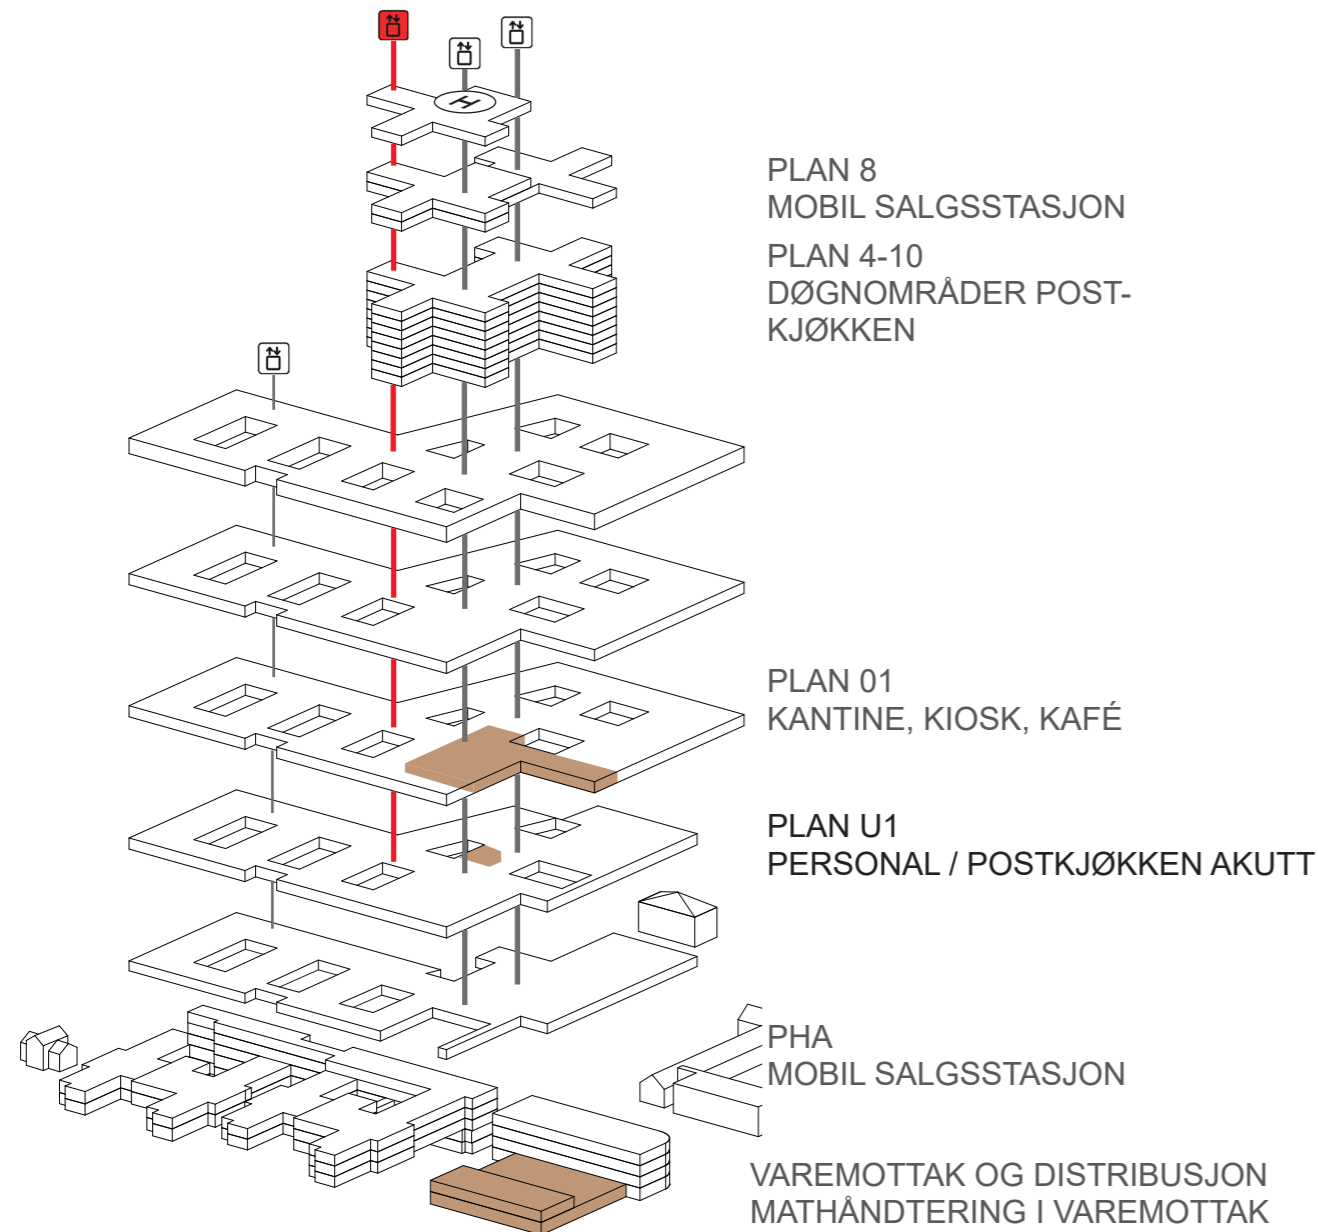 H
PLAN 8
MOBIL SALGSSTASJON
PLAN 4-10
DØGNOMRÅDER POST-
KJØKKEN
PLAN 01
KANTINE, KIOSK, KAFÉ
PLAN U1
PERSONAL / POSTKJØKKEN AKUTT
PHA
MOBIL SALGSSTASJON
VAREMOTTAK OG DISTRIBUSJON
MATHÅNDTERING I VAREMOTTAK